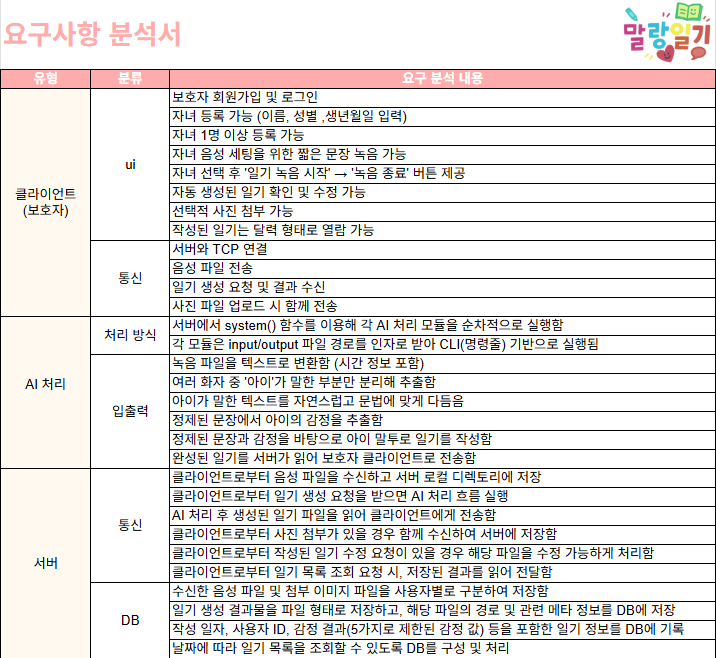 요구사항 분석서
말랑일기
유형 분류 요구 분석 내용
클라이언트
(보호자)
ui
보호자 회원가입 및 로그인
자녀 등록 가능 (이름, 성별 ,생년월일 입력)
자녀 1명 이상 등록 가능
자녀 음성 세팅을 위한 짧은 문장 녹음 가능
자녀 선택 후 '일기 녹음 시작' → '녹음 종료' 버튼 제공
자동 생성된 일기 확인 및 수정 가능
선택적 사진 첨부 가능
작성된 일기는 달력 형태로 열람 가능
통신
서버와 TCP 연결
음성 파일 전송
일기 생성 요청 및 결과 수신
사진 파일 업로드 시 함께 전송
AI 처리
처리 방식
서버에서 system() 함수를 이용해 각 AI 처리 모듈을 순차적으로 실행함
각 모듈은 input/output 파일 경로를 인자로 받아 CLI(명령줄) 기반으로 실행됨
입출력
녹음 파일을 텍스트로 변환함 (시간 정보 포함)
여러 화자 중 '아이'가 말한 부분만 분리해 추출함
아이가 말한 텍스트를 자연스럽고 문법에 맞게 다듬음
정제된 문장에서 아이의 감정을 추출함
정제된 문장과 감정을 바탕으로 아이 말투로 일기를 작성함
완성된 일기를 서버가 읽어 보호자 클라이언트로 전송함
서버
통신
클라이언트로부터 음성 파일을 수신하고 서버 로컬 디렉토리에 저장
클라이언트로부터 일기 생성 요청을 받으면 AI 처리 흐름 실행
AI 처리 후 생성된 일기 파일을 읽어 클라이언트에게 전송함
클라이언트로부터 사진 첨부가 있을 경우 함께 수신하여 서버에 저장함
클라이언트로부터 작성된 일기 수정 요청이 있을 경우 해당 파일을 수정 가능하게 처리함
클라이언트로부터 일기 목록 조회 요청 시, 저장된 결과를 읽어 전달함
DB
수신한 음성 파일 및 첨부 이미지 파일을 사용자별로 구분하여 저장함
일기 생성 결과물을 파일 형태로 저장하고, 해당 파일의 경로 및 관련 메타 정보를 DB에 저장
작성 일자, 사용자 ID, 감정 결과(5가지로 제한된 감정 값) 등을 포함한 일기 정보를 DB에 기록
날짜에 따라 일기 목록을 조회할 수 있도록 DB를 구성 및 처리